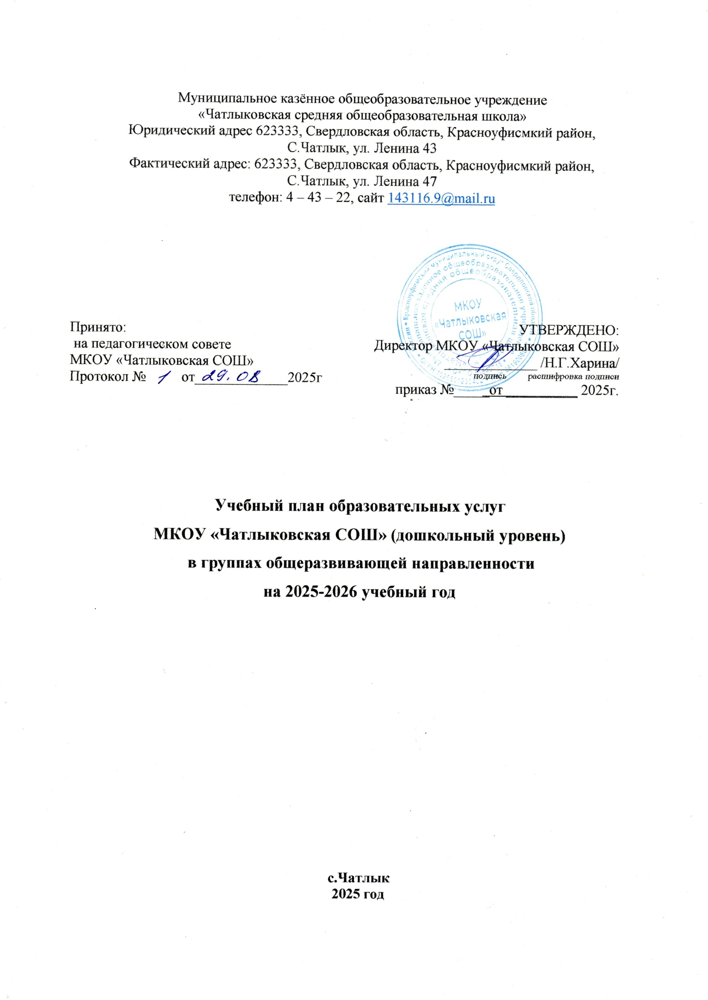 Муниципальное казённое общеобразовательное учреждение
«Чатлыковская средняя общеобразовательная школа»
Юридический адрес 623333, Свердловская область, Красноуфисмкий район,
С.Чатлык, ул. Ленина 43
Фактический адрес: 623333, Свердловская область, Красноуфисмкий район,
С.Чатлык, ул. Ленина 47
телефон: 4 – 43 – 22, сайт 143116.9@mail.ru
МКОУ
«Чатлыковская
СОШ»
Принято:
на педагогическом совете
МКОУ «Чатлыковская СОШ»
Протокол № 1 от 29.08 2025г
УТВЕРЖДЕНО:
Директор МКОУ «Чатлыковская СОШ»
____________ /Н.Г.Харина/
подпись расшифровка подписи
приказ №_____от__________ 2025г.
Учебный план образовательных услуг
МКОУ «Чатлыковская СОШ» (дошкольный уровень)
в группах общеразвивающей направленности
на 2025-2026 учебный год
с.Чатлык
2025 год